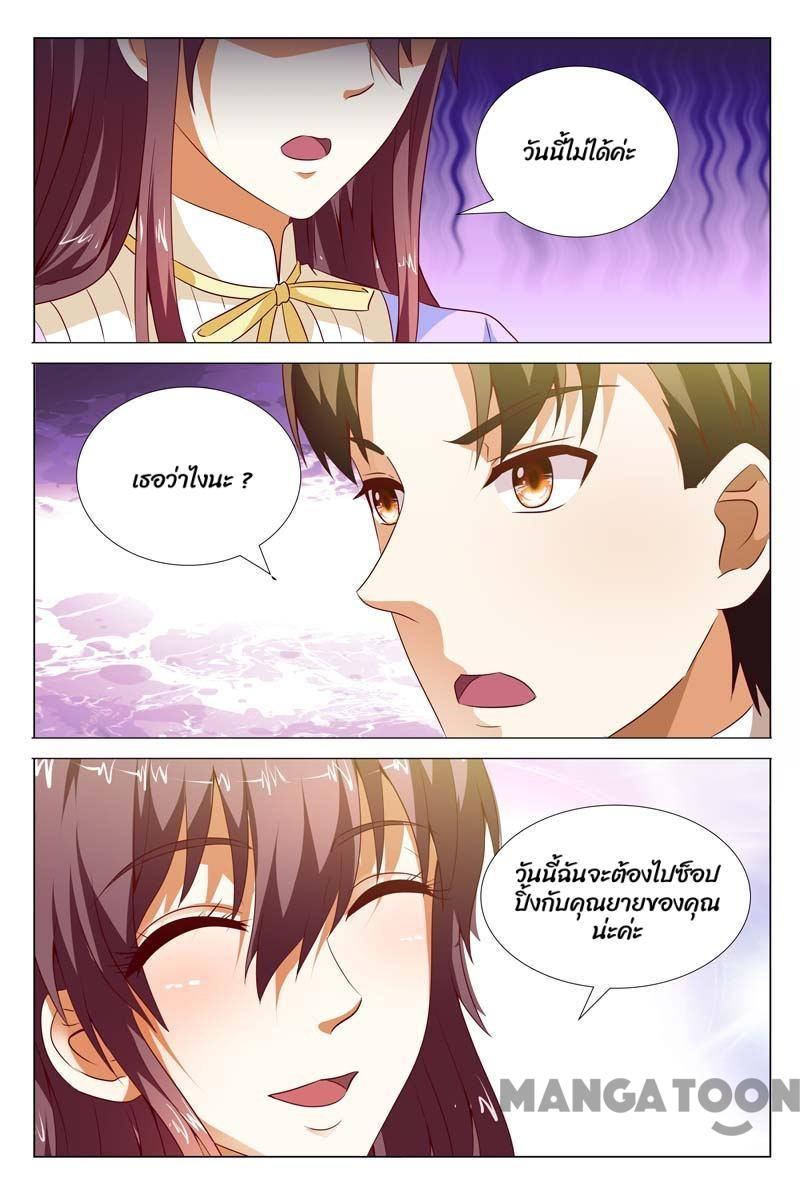 วันนี้ไม่ได้ค่ะ
เธอว่าไงนะ ?
วันนี้ฉันจะต้องไปช็อป
ปิ้งกับคุณยายของคุณ
น่ะค่ะ
MANGATOON